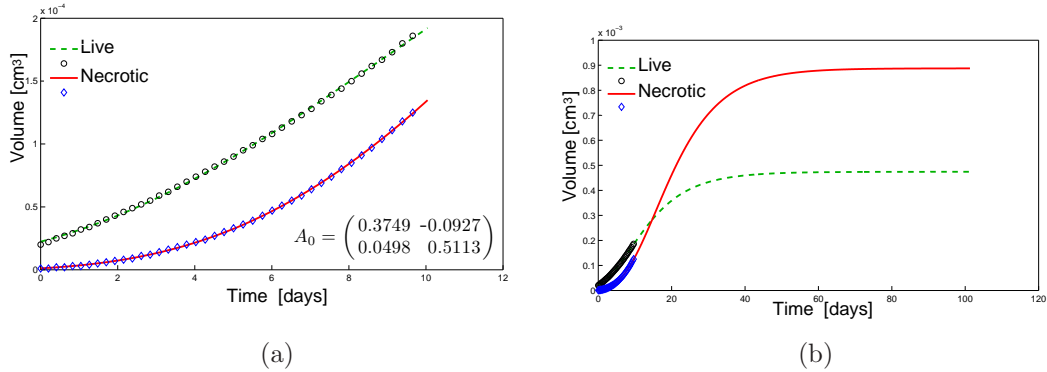 x 10⁻⁴
2
1.5
1
0.5
0
Volume [cm³]
Live
Necrotic
A₀ = (0.3749 -0.0927
0.0498 0.5113)
0 2 4 6 8 10 12
Time [days]
(a)
x 10⁻³
1
0.9
0.8
0.7
0.6
0.5
0.4
0.3
0.2
0.1
0
Volume [cm³]
Live
Necrotic
0 20 40 60 80 100 120
Time [days]
(b)